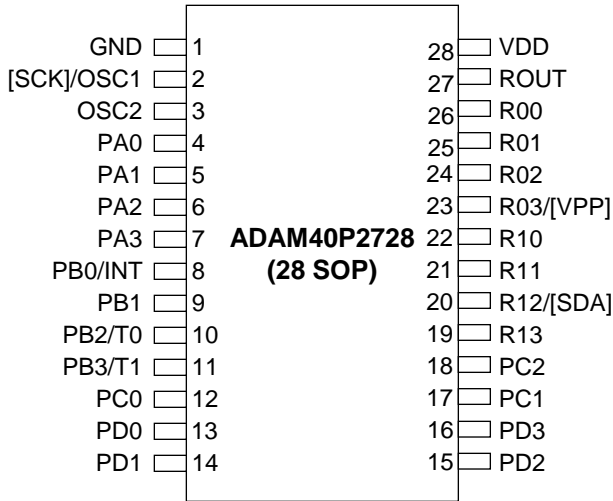 GND 1 28 VDD
[SCK]/OSC1 2 27 ROUT
OSC2 3 26 R00
PA0 4 25 R01
PA1 5 24 R02
PA2 6 23 R03/[VPP]
PA3 7 ADAM40P2728 22 R10
PB0/INT 8 (28 SOP) 21 R11
PB1 9 20 R12/[SDA]
PB2/T0 10 19 R13
PB3/T1 11 18 PC2
PC0 12 17 PC1
PD0 13 16 PD3
PD1 14 15 PD2